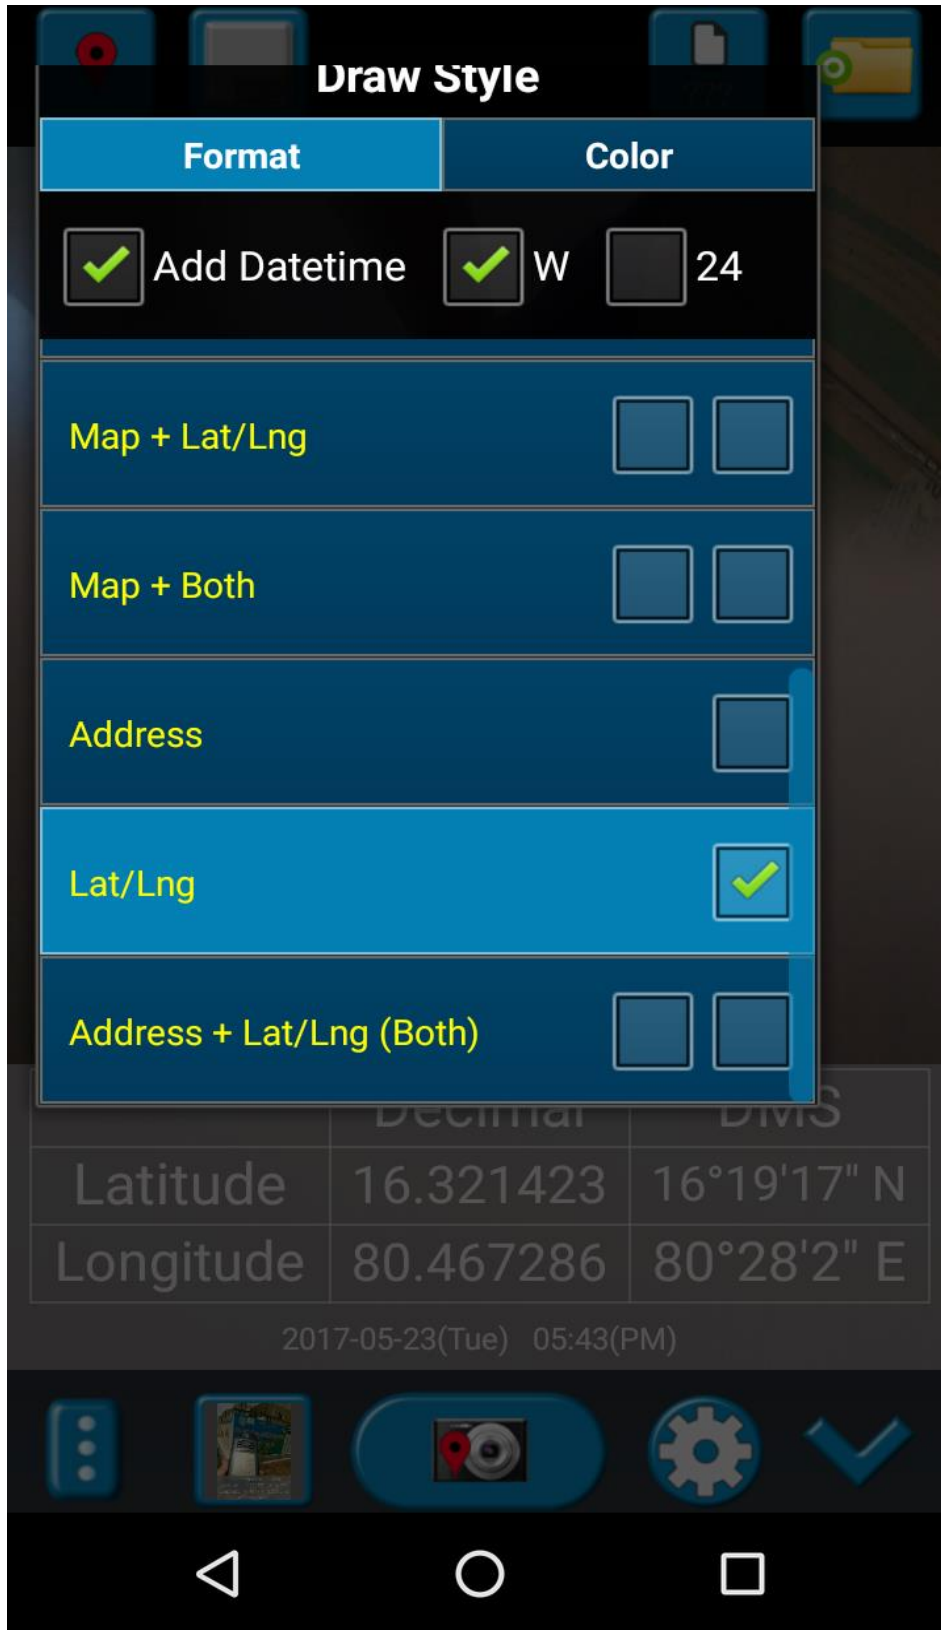 Draw Style
Format Color
Add Datetime W 24
Map + Lat/Lng
Map + Both
Address
Lat/Lng
Address + Lat/Lng (Both)
Decimal DMS
Latitude 16.321423 16°19'17" N
Longitude 80.467286 80°28'2" E
2017-05-23(Tue) 05:43(PM)